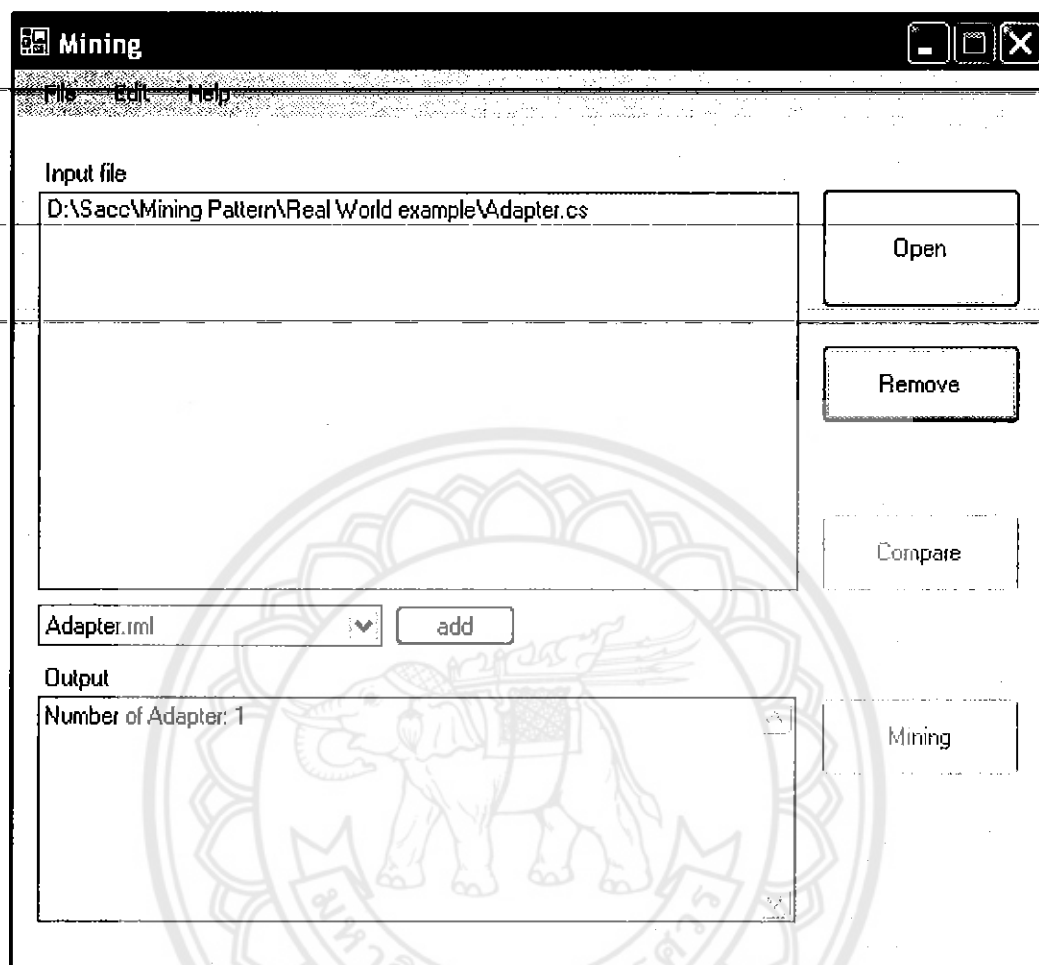 Mining
File Edit Help
Input file
D:\Sacc\Mining Pattern\Real World example\Adapter.cs
Open
Remove
Compare
Adapter.rml
add
Output
Number of Adapter: 1
Mining